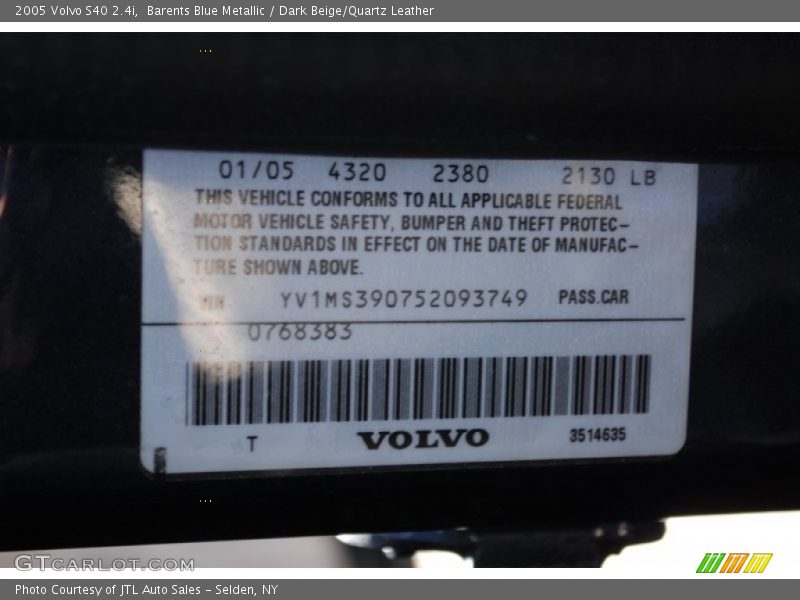 2005 Volvo S40 2.4i, Barents Blue Metallic / Dark Beige/Quartz Leather
01/05 4320 2380 2130 LB
THIS VEHICLE CONFORMS TO ALL APPLICABLE FEDERAL
MOTOR VEHICLE SAFETY, BUMPER AND THEFT PROTEC-
TION STANDARDS IN EFFECT ON THE DATE OF MANUFAC-
TURE SHOWN ABOVE.
VIN YV1MS390752093749 PASS.CAR
0768383
T VOLVO 3514635
GTCARLOT.COM
Photo Courtesy of JTL Auto Sales - Selden, NY